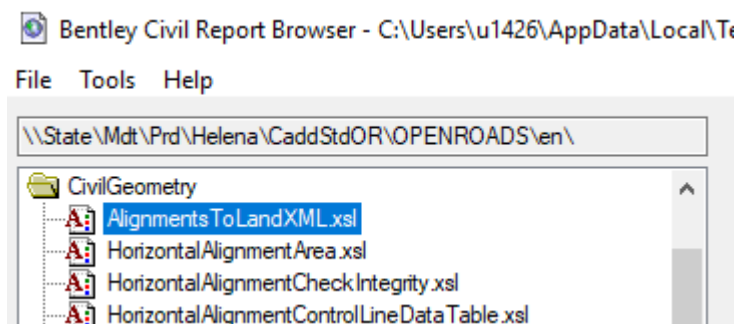 Bentley Civil Report Browser - C:\Users\u1426\AppData\Local\Te
File Tools Help
\\State\Mdt\Prd\Helena\CaddStdOR\OPENROADS\en\
CivilGeometry
AlignmentsToLandXML.xsl
HorizontalAlignmentArea.xsl
HorizontalAlignmentCheckIntegrity.xsl
HorizontalAlignmentControlLineDataTable.xsl